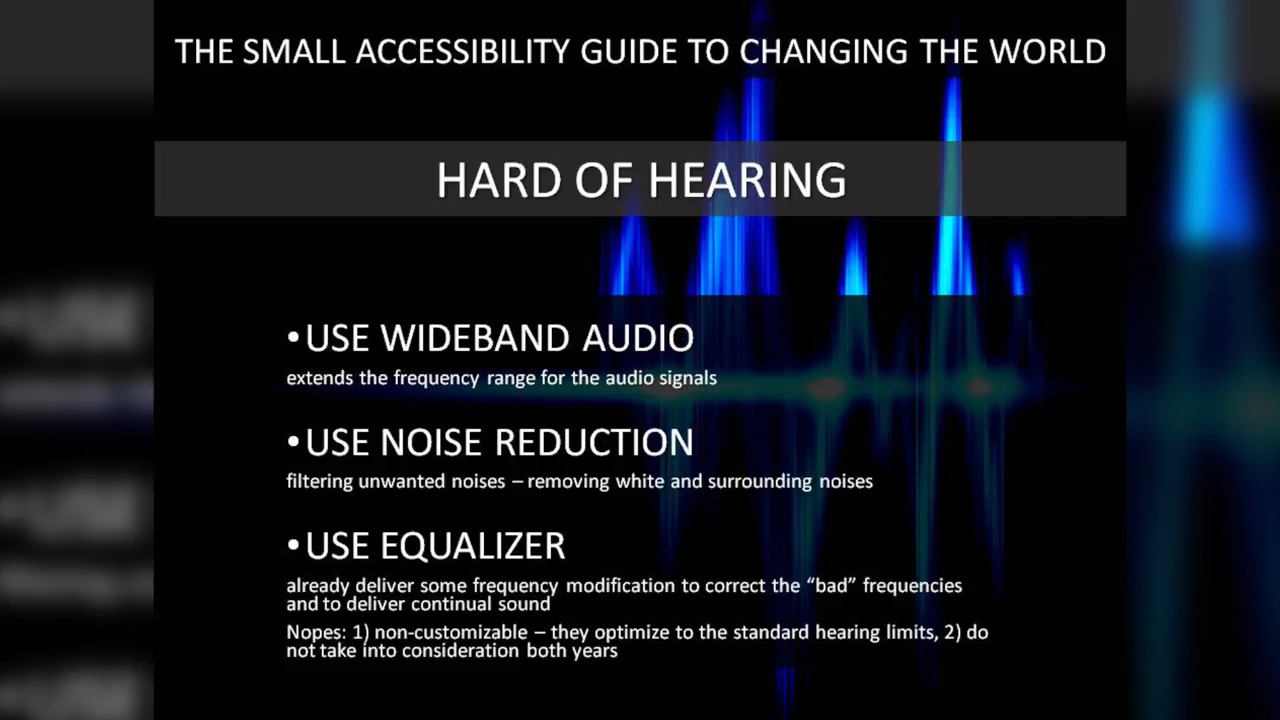 THE SMALL ACCESSIBILITY GUIDE TO CHANGING THE WORLD
HARD OF HEARING
•USE WIDEBAND AUDIO
extends the frequency range for the audio signals
•USE NOISE REDUCTION
filtering unwanted noises – removing white and surrounding noises
•USE EQUALIZER
already deliver some frequency modification to correct the “bad” frequencies
and to deliver continual sound
Nopes: 1) non-customizable – they optimize to the standard hearing limits, 2) do
not take into consideration both years